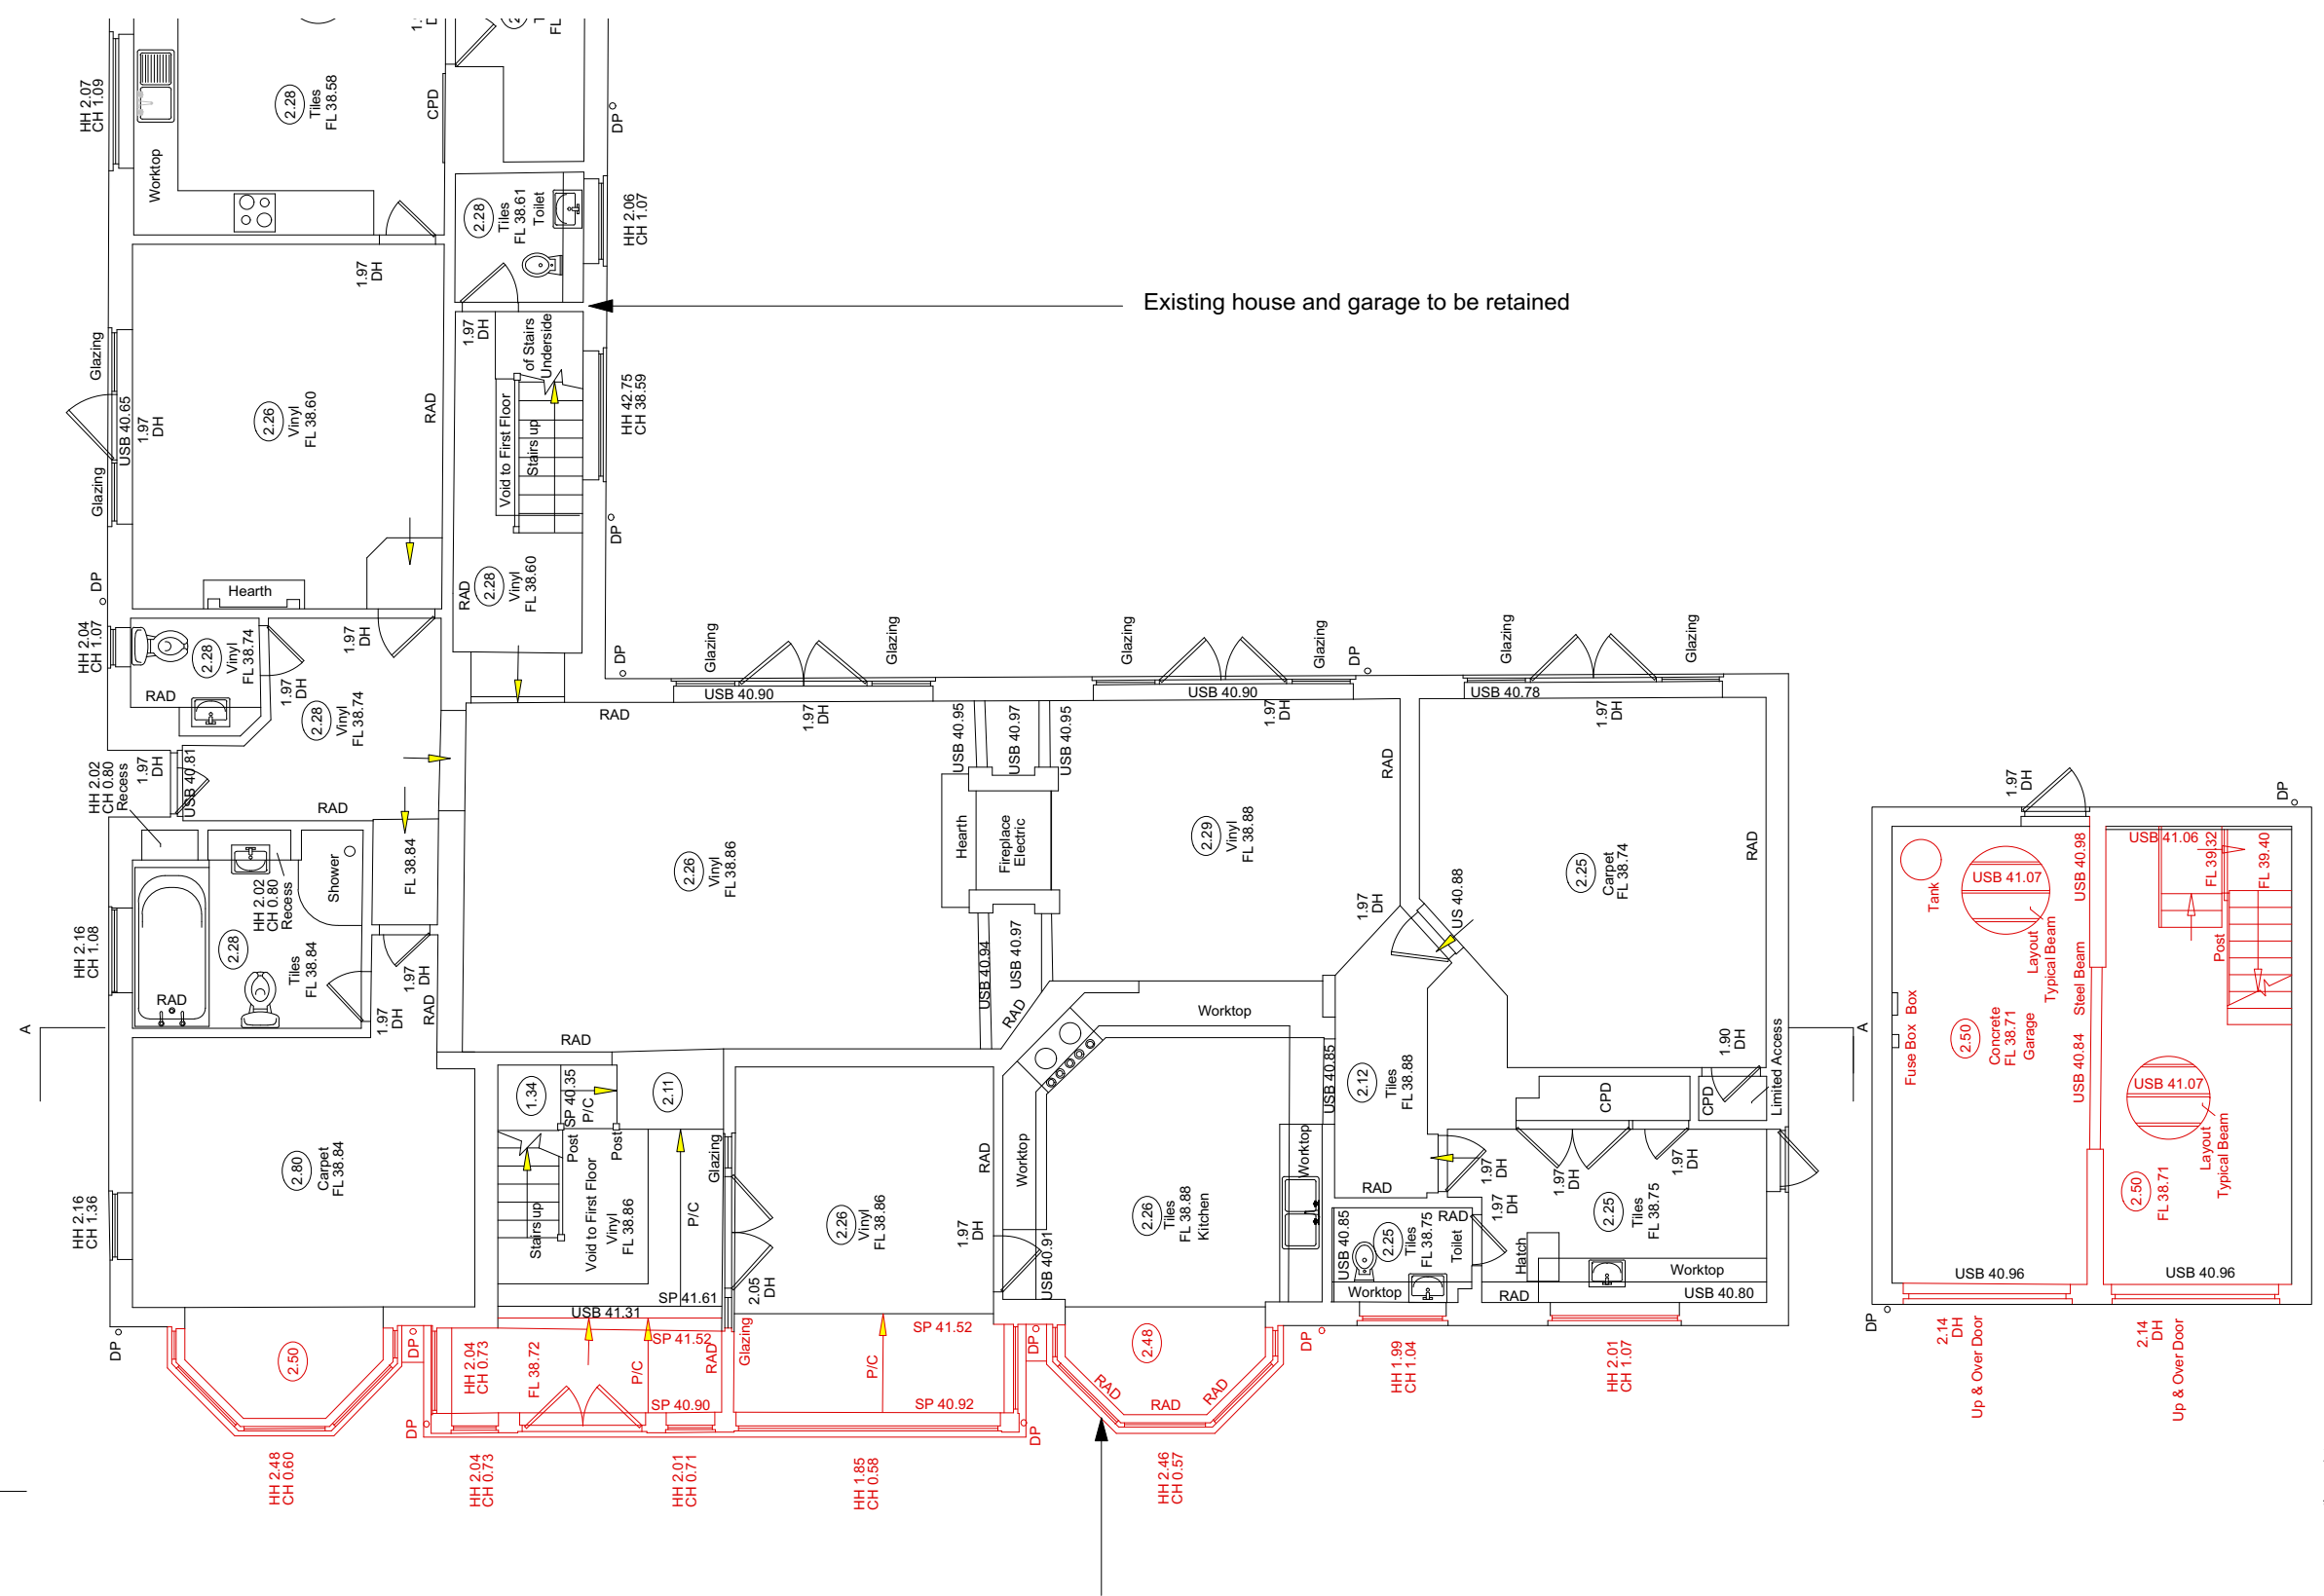 HH 2.07
CH 1.09
Worktop
2.28
Tiles
FL 38.58
CPD
DP
2.28
Tiles
FL 38.61
Toilet
HH 2.06
CH 1.07
1.97
DH
Existing house and garage to be retained
1.97
DH
of Stairs
Underside
Void to First Floor
Stairs up
HH 42.75
CH 38.59
Glazing
USB 40.65
1.97
DH
Glazing
2.26
Vinyl
FL 38.60
RAD
DP
RAD
2.28
Vinyl
FL 38.60
Hearth
DP
HH 2.04
CH 1.07
2.28
Vinyl
FL 38.74
RAD
1.97
DH
1.97
DH
2.28
Vinyl
FL 38.74
DP
Glazing
Glazing
USB 40.90
Glazing
Glazing
USB 40.90
DP
Glazing
Glazing
USB 40.78
RAD
1.97
DH
USB 40.95
USB 40.97
USB 40.95
1.97
DH
1.97
DH
HH 2.02
CH 0.80
Recess
1.97
DH
USB 40.81
RAD
RAD
FL 38.84
Shower
HH 2.02
CH 0.80
Recess
2.28
Tiles
FL 38.84
HH 2.16
CH 1.08
RAD
1.97
DH
1.97
DH
RAD
2.26
Vinyl
FL 38.86
Hearth
Fireplace
Electric
2.29
Vinyl
FL 38.88
1.97
DH
US 40.88
2.25
Carpet
FL 38.74
RAD
USB 40.94
USB 40.97
RAD
RAD
Worktop
A
A
2.80
Carpet
FL 38.84
HH 2.16
CH 1.36
1.34
SP 40.35
P/C
2.11
Post
Post
Stairs up
Void to First Floor
Vinyl
FL 38.86
P/C
Glazing
SP 41.61
USB 41.31
2.05
DH
2.26
Vinyl
FL 38.86
RAD
1.97
DH
Worktop
USB 40.91
2.26
Tiles
FL 38.88
Kitchen
Worktop
USB 40.85
2.12
Tiles
FL 38.88
RAD
1.97
DH
1.97
DH
1.97
DH
1.97
DH
1.90
DH
Limited Access
CPD
CPD
USB 40.85
2.25
Tiles
FL 38.75
Toilet
RAD
Worktop
2.25
Tiles
FL 38.75
Hatch
Worktop
RAD
USB 40.80
DP
2.50
HH 2.48
CH 0.60
DP
DP
HH 2.04
CH 0.73
FL 38.72
P/C
SP 41.52
RAD
SP 40.90
Glazing
HH 2.04
CH 0.73
HH 2.01
CH 0.71
SP 41.52
P/C
SP 40.92
HH 1.85
CH 0.58
DP
DP
2.48
RAD
RAD
RAD
HH 2.46
CH 0.57
DP
HH 1.99
CH 1.04
HH 2.01
CH 1.07
1.97
DH
DP
Tank
USB 41.07
Layout
Typical Beam
USB 40.98
Steel Beam
USB 40.84
USB 41.06
FL 39.32
FL 39.40
Post
Box
Fuse Box
2.50
Concrete
FL 38.71
Garage
USB 41.07
Layout
Typical Beam
2.50
FL 38.71
USB 40.96
USB 40.96
DP
2.14
DH
Up & Over Door
2.14
DH
Up & Over Door